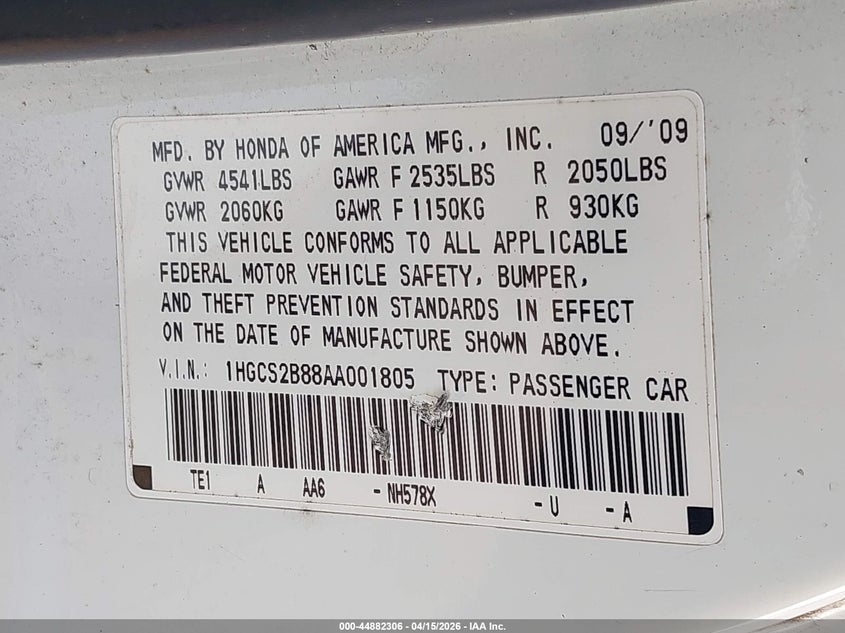 MFD. BY HONDA OF AMERICA MFG., INC. 09/'09
GVWR 4541LBS GAWR F 2535LBS R 2050LBS
GVWR 2060KG GAWR F 1150KG R 930KG
THIS VEHICLE CONFORMS TO ALL APPLICABLE
FEDERAL MOTOR VEHICLE SAFETY, BUMPER,
AND THEFT PREVENTION STANDARDS IN EFFECT
ON THE DATE OF MANUFACTURE SHOWN ABOVE.
V.I.N.: 1HGCS2B88AA001805 TYPE: PASSENGER CAR
TE1 A AA6 - NH578X - U - A
000-44882306 - 04/15/2026 - IAA Inc.